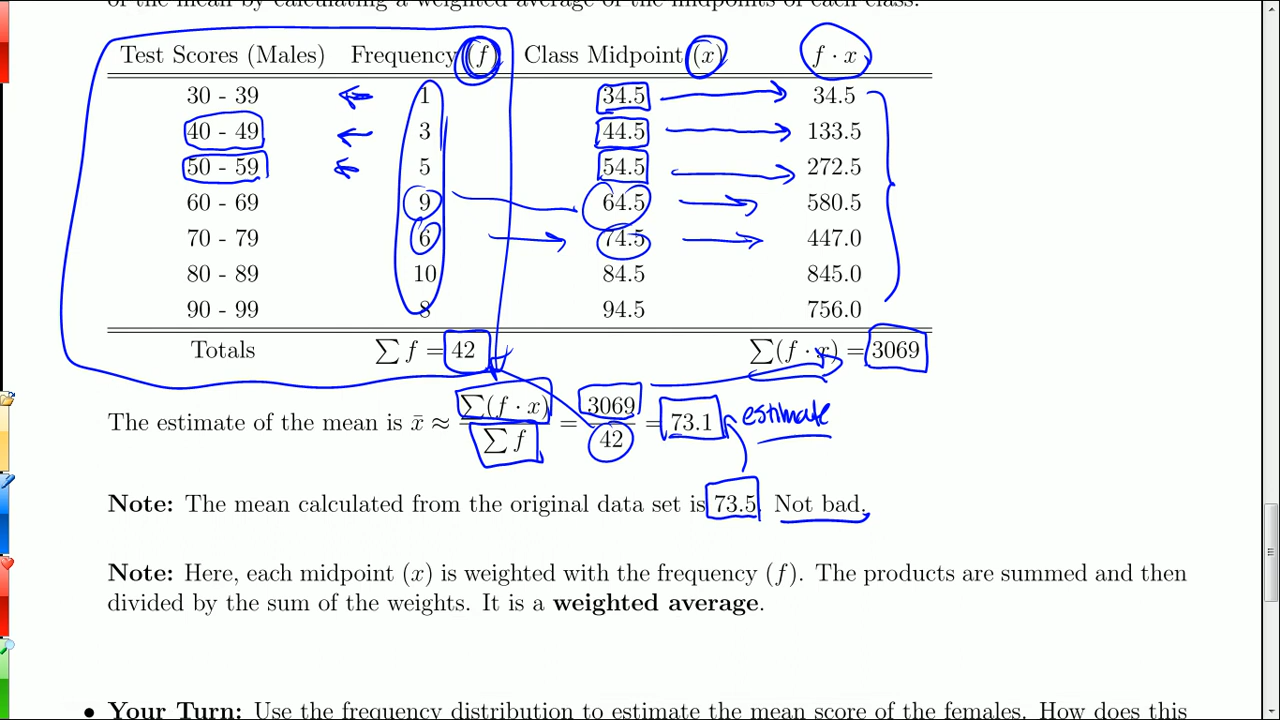 of the mean by calculating a weighted average of the midpoints of each class.
Test Scores (Males) Frequency (f) Class Midpoint (x) f · x
30 - 39 1 34.5 34.5
40 - 49 3 44.5 133.5
50 - 59 5 54.5 272.5
60 - 69 9 64.5 580.5
70 - 79 6 74.5 447.0
80 - 89 10 84.5 845.0
90 - 99 8 94.5 756.0
Totals ∑ f = 42 ∑(f · x) = 3069
The estimate of the mean is x̄ ≈ ∑(f · x) / ∑ f = 3069 / 42 = 73.1 estimate
Note: The mean calculated from the original data set is 73.5. Not bad.
Note: Here, each midpoint (x) is weighted with the frequency (f). The products are summed and then
divided by the sum of the weights. It is a weighted average.
• Your Turn: Use the frequency distribution to estimate the mean score of the females. How does this